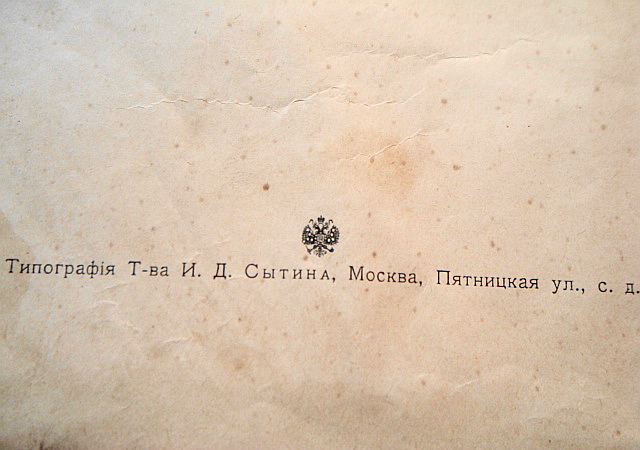 Типографія Т-ва И. Д. Сытина, Москва, Пятницкая ул., с. д.